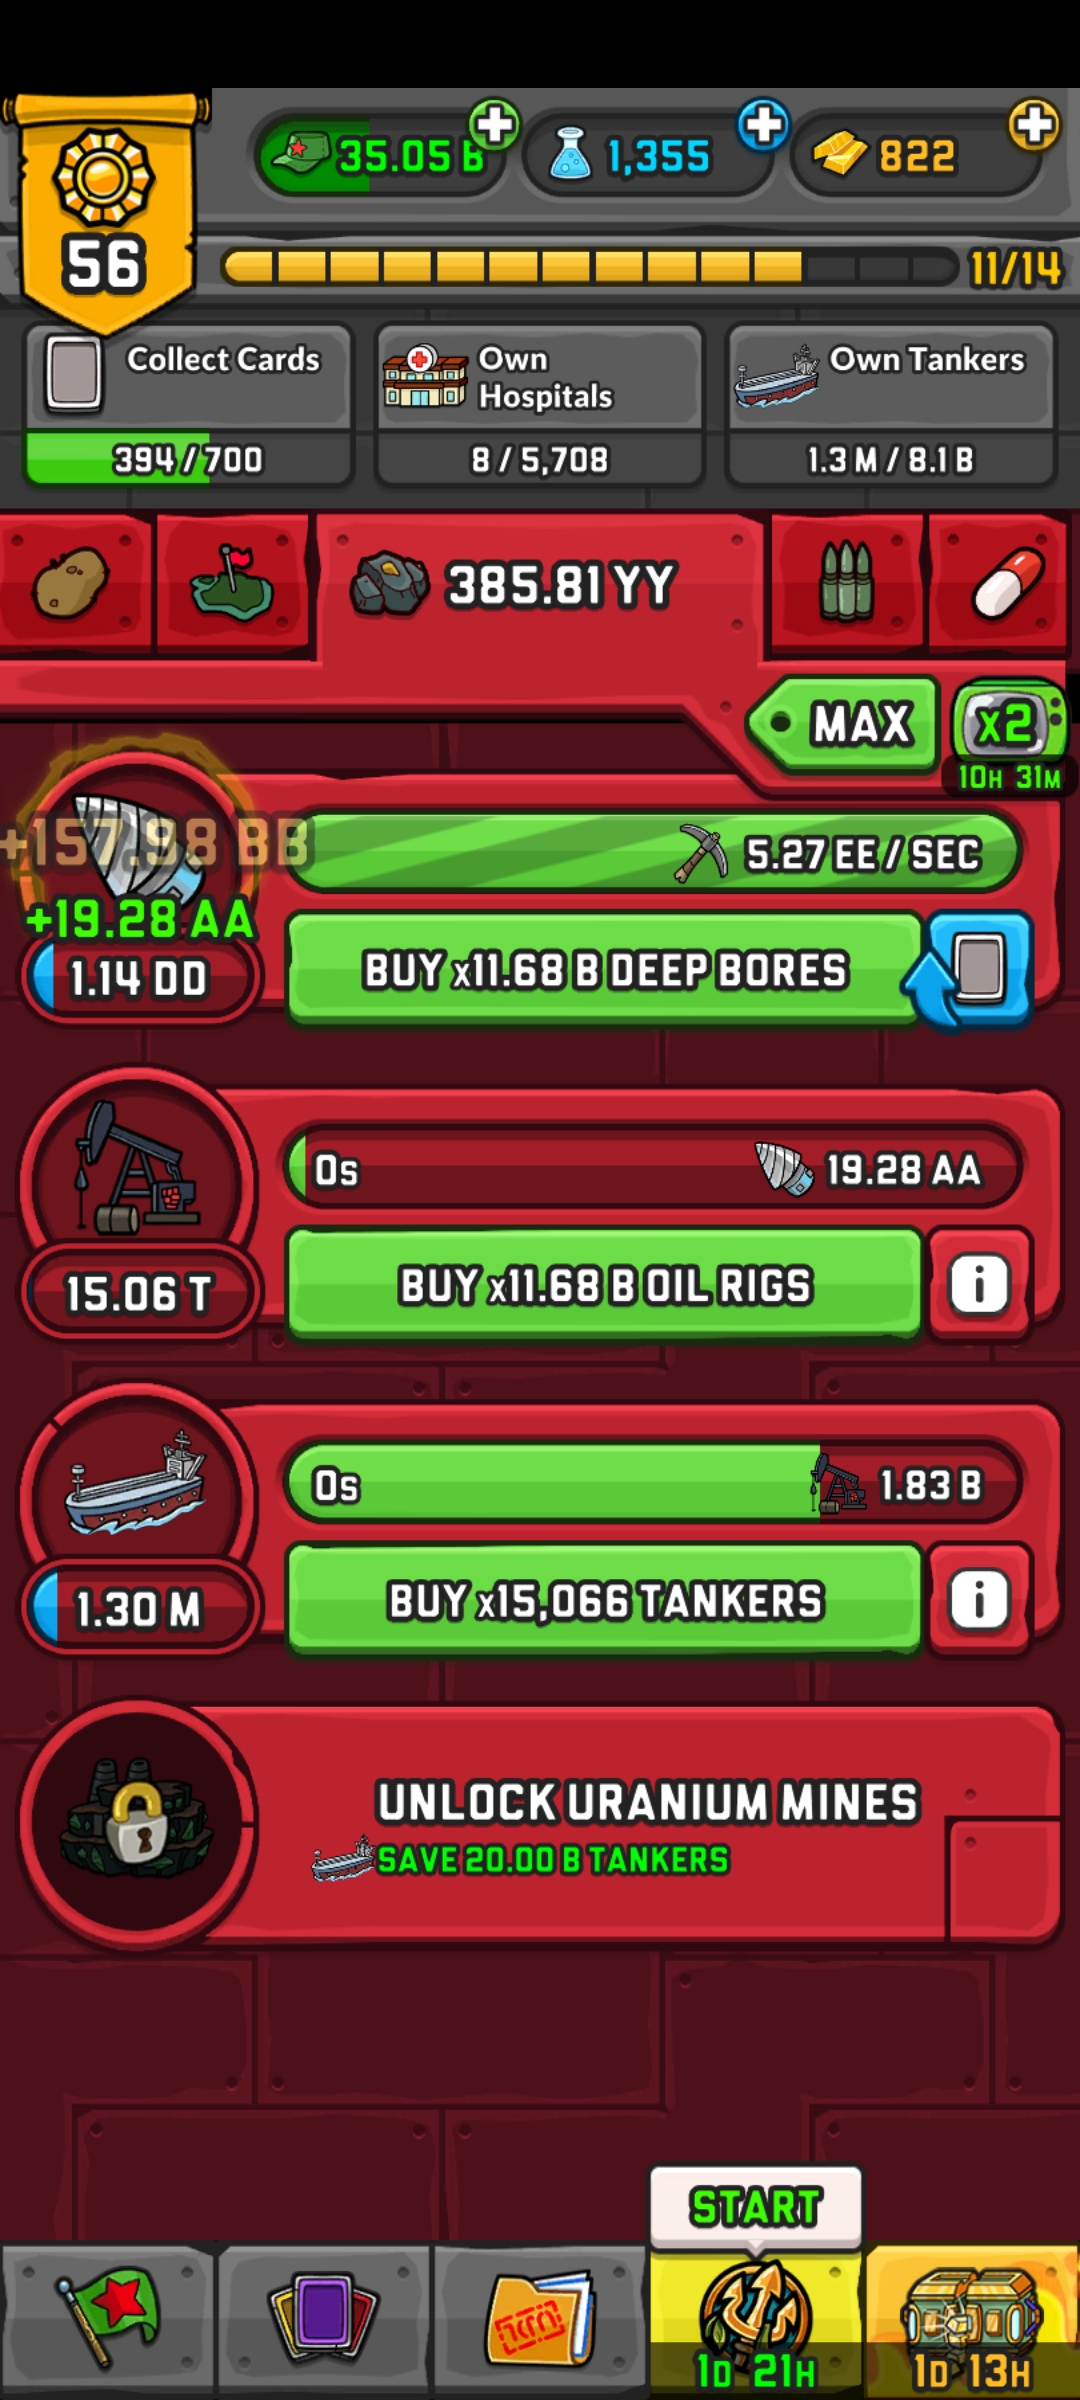 56
35.05 B
1,355
822
11/14
Collect Cards
394 / 700
Own
Hospitals
8 / 5,708
Own Tankers
1.3 M / 8.1 B
385.81 YY
MAX
x2
10H 31M
+157.98 BB
+19.28 AA
1.14 DD
5.27 EE / SEC
BUY x11.68 B DEEP BORES
0s
19.28 AA
15.06 T
BUY x11.68 B OIL RIGS
0s
1.83 B
1.30 M
BUY x15,066 TANKERS
UNLOCK URANIUM MINES
SAVE 20.00 B TANKERS
START
1D 21H
1D 13H